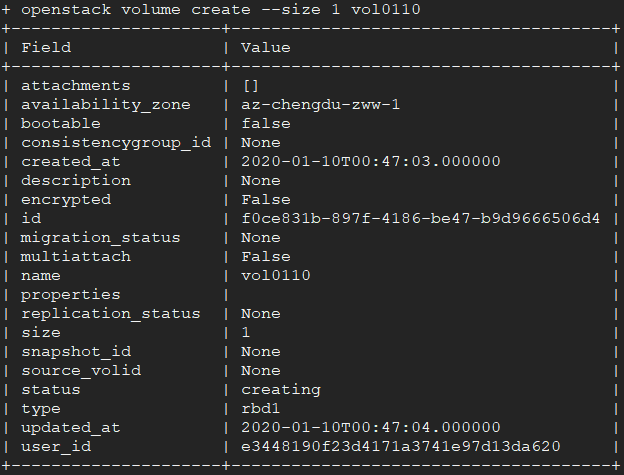 + openstack volume create --size 1 vol0110
+---------------------+--------------------------------------+
| Field               | Value                                |
+---------------------+--------------------------------------+
| attachments         | []                                   |
| availability_zone   | az-chengdu-zww-1                     |
| bootable            | false                                |
| consistencygroup_id | None                                 |
| created_at          | 2020-01-10T00:47:03.000000           |
| description         | None                                 |
| encrypted           | False                                |
| id                  | f0ce831b-897f-4186-be47-b9d9666506d4 |
| migration_status    | None                                 |
| multiattach         | False                                |
| name                | vol0110                              |
| properties          |                                      |
| replication_status  | None                                 |
| size                | 1                                    |
| snapshot_id         | None                                 |
| source_volid        | None                                 |
| status              | creating                             |
| type                | rbd1                                 |
| updated_at          | 2020-01-10T00:47:04.000000           |
| user_id             | e3448190f23d4171a3741e97d13da620     |
+---------------------+--------------------------------------+